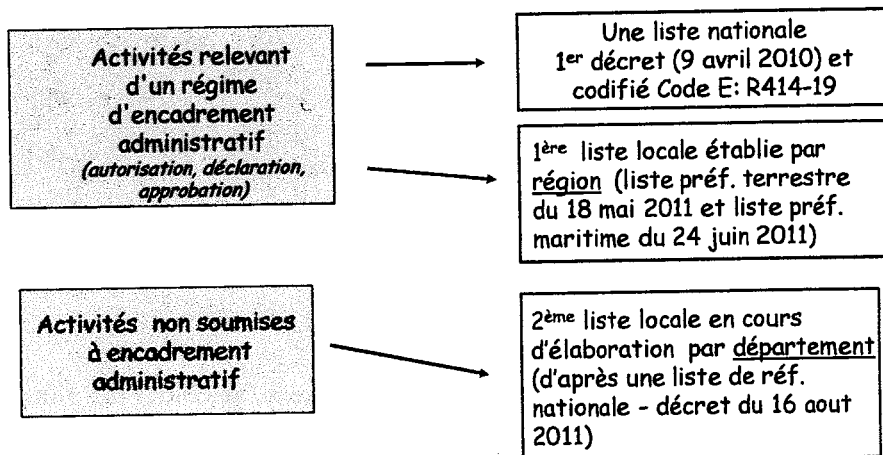 Activités relevant
d'un régime
d'encadrement
administratif
(autorisation, déclaration,
approbation)
Une liste nationale
1er décret (9 avril 2010) et
codifié Code E: R414-19
1ère liste locale établie par
région (liste préf. terrestre
du 18 mai 2011 et liste préf.
maritime du 24 juin 2011)
Activités non soumises
à encadrement
administratif
2ème liste locale en cours
d'élaboration par département
(d'après une liste de réf.
nationale - décret du 16 aout
2011)